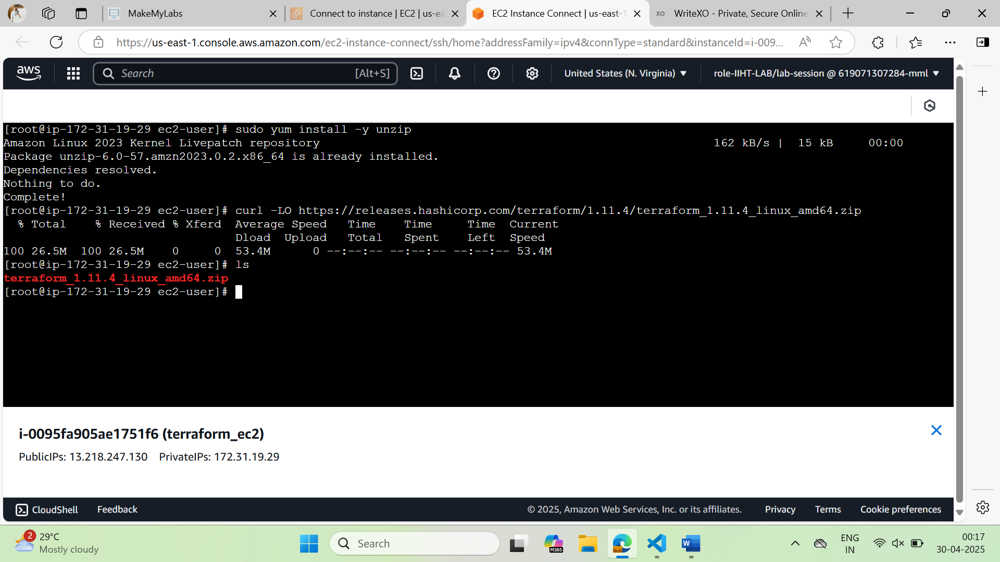 MakeMyLabs
Connect to instance | EC2 | us-ea
EC2 Instance Connect | us-east-1
XO WriteXO - Private, Secure Online
https://us-east-1.console.aws.amazon.com/ec2-instance-connect/ssh/home?addressFamily=ipv4&connType=standard&instanceId=i-009...
aws
Search [Alt+S]
United States (N. Virginia)
role-IIHT-LAB/lab-session @ 619071307284-mml
[root@ip-172-31-19-29 ec2-user]# sudo yum install -y unzip
Amazon Linux 2023 Kernel Livepatch repository 162 kB/s | 15 kB 00:00
Package unzip-6.0-57.amzn2023.0.2.x86_64 is already installed.
Dependencies resolved.
Nothing to do.
Complete!
[root@ip-172-31-19-29 ec2-user]# curl -LO https://releases.hashicorp.com/terraform/1.11.4/terraform_1.11.4_linux_amd64.zip
% Total % Received % Xferd Average Speed Time Time Time Current
Dload Upload Total Spent Left Speed
100 26.5M 100 26.5M 0 0 53.4M 0 --:--:-- --:--:-- --:--:-- 53.4M
[root@ip-172-31-19-29 ec2-user]# ls
terraform_1.11.4_linux_amd64.zip
[root@ip-172-31-19-29 ec2-user]#
i-0095fa905ae1751f6 (terraform_ec2)
PublicIPs: 13.218.247.130 PrivateIPs: 172.31.19.29
CloudShell Feedback © 2025, Amazon Web Services, Inc. or its affiliates. Privacy Terms Cookie preferences
2
29°C
Mostly cloudy
Search
M365
W
ENG
IN
00:17
30-04-2025